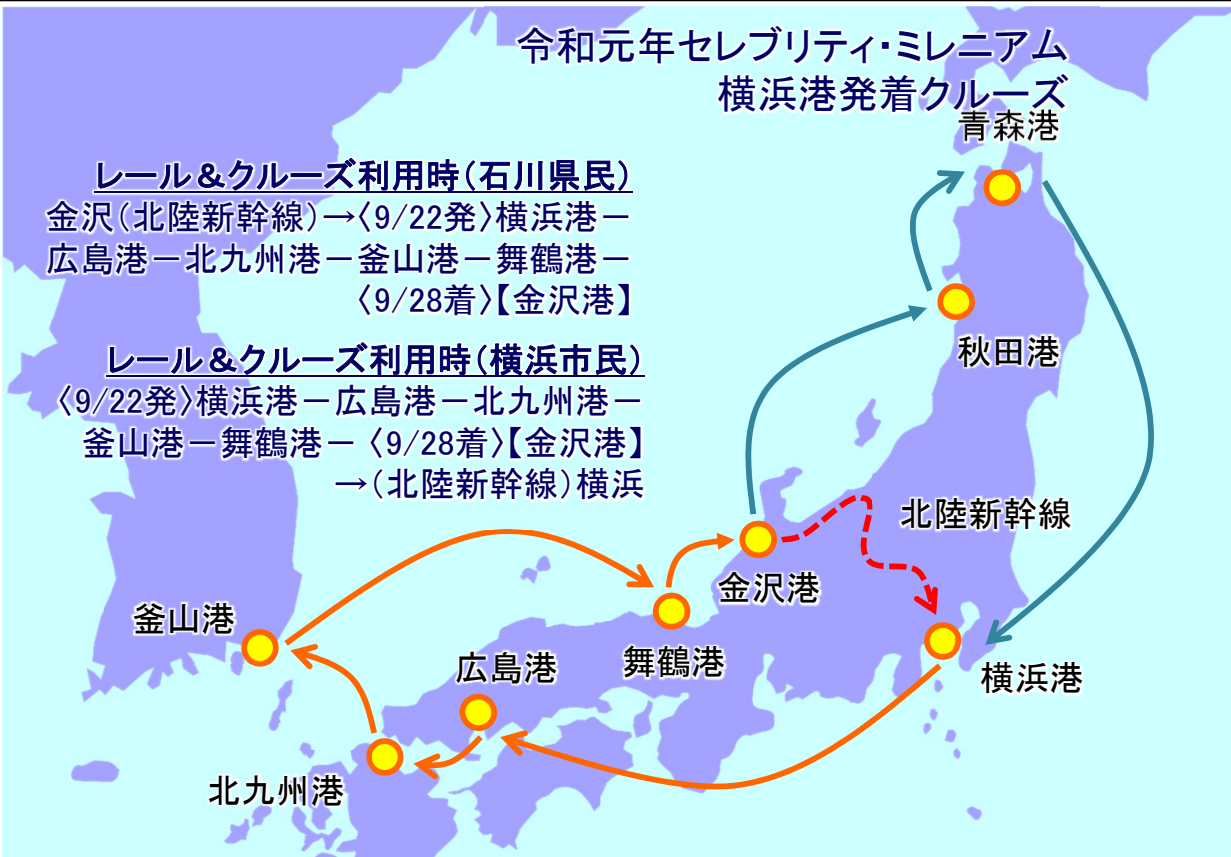 令和元年セレブリティ・ミレニアム
横浜港発着クルーズ
レール＆クルーズ利用時（石川県民）
金沢（北陸新幹線）→〈9/22発〉横浜港－
広島港－北九州港－釜山港－舞鶴港－
〈9/28着〉【金沢港】
レール＆クルーズ利用時（横浜市民）
〈9/22発〉横浜港－広島港－北九州港－
釜山港－舞鶴港－〈9/28着〉【金沢港】
→（北陸新幹線）横浜
青森港
秋田港
北陸新幹線
金沢港
釜山港
舞鶴港
広島港
横浜港
北九州港